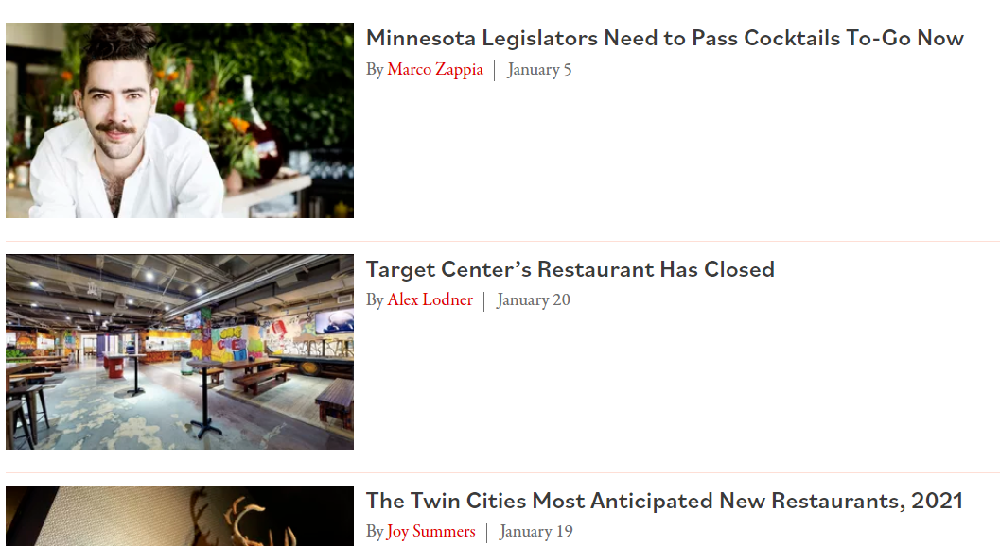 Minnesota Legislators Need to Pass Cocktails To-Go Now
By Marco Zappia | January 5
Target Center’s Restaurant Has Closed
By Alex Lodner | January 20
The Twin Cities Most Anticipated New Restaurants, 2021
By Joy Summers | January 19